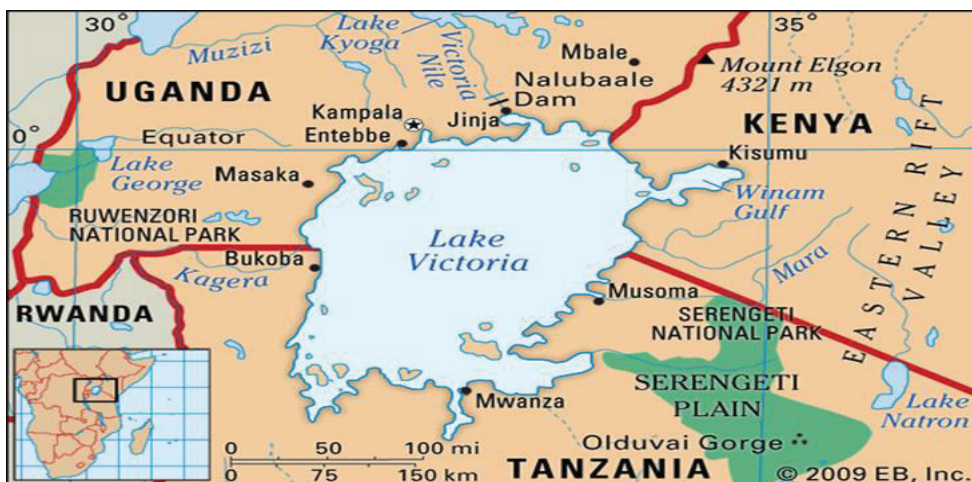 30°
35°
Lake
Kyoga
Victoria
Nile
Muzizi
Mbale
Mount Elgon
4321 m
UGANDA
Nalubaale
Dam
Kampala
Jinja
KENYA
0°
Equator
Entebbe
Kisumu
Lake
George
Masaka
Winam
Gulf
EASTERN RIFT
VALLEY
RUWENZORI
NATIONAL PARK
Lake
Victoria
Bukoba
Kagera
Mara
Musoma
RWANDA
SERENGETI
NATIONAL PARK
SERENGETI
PLAIN
Mwanza
Lake
Natron
Olduvai Gorge
0 50 100 mi
0 75 150 km
TANZANIA
© 2009 EB, Inc.